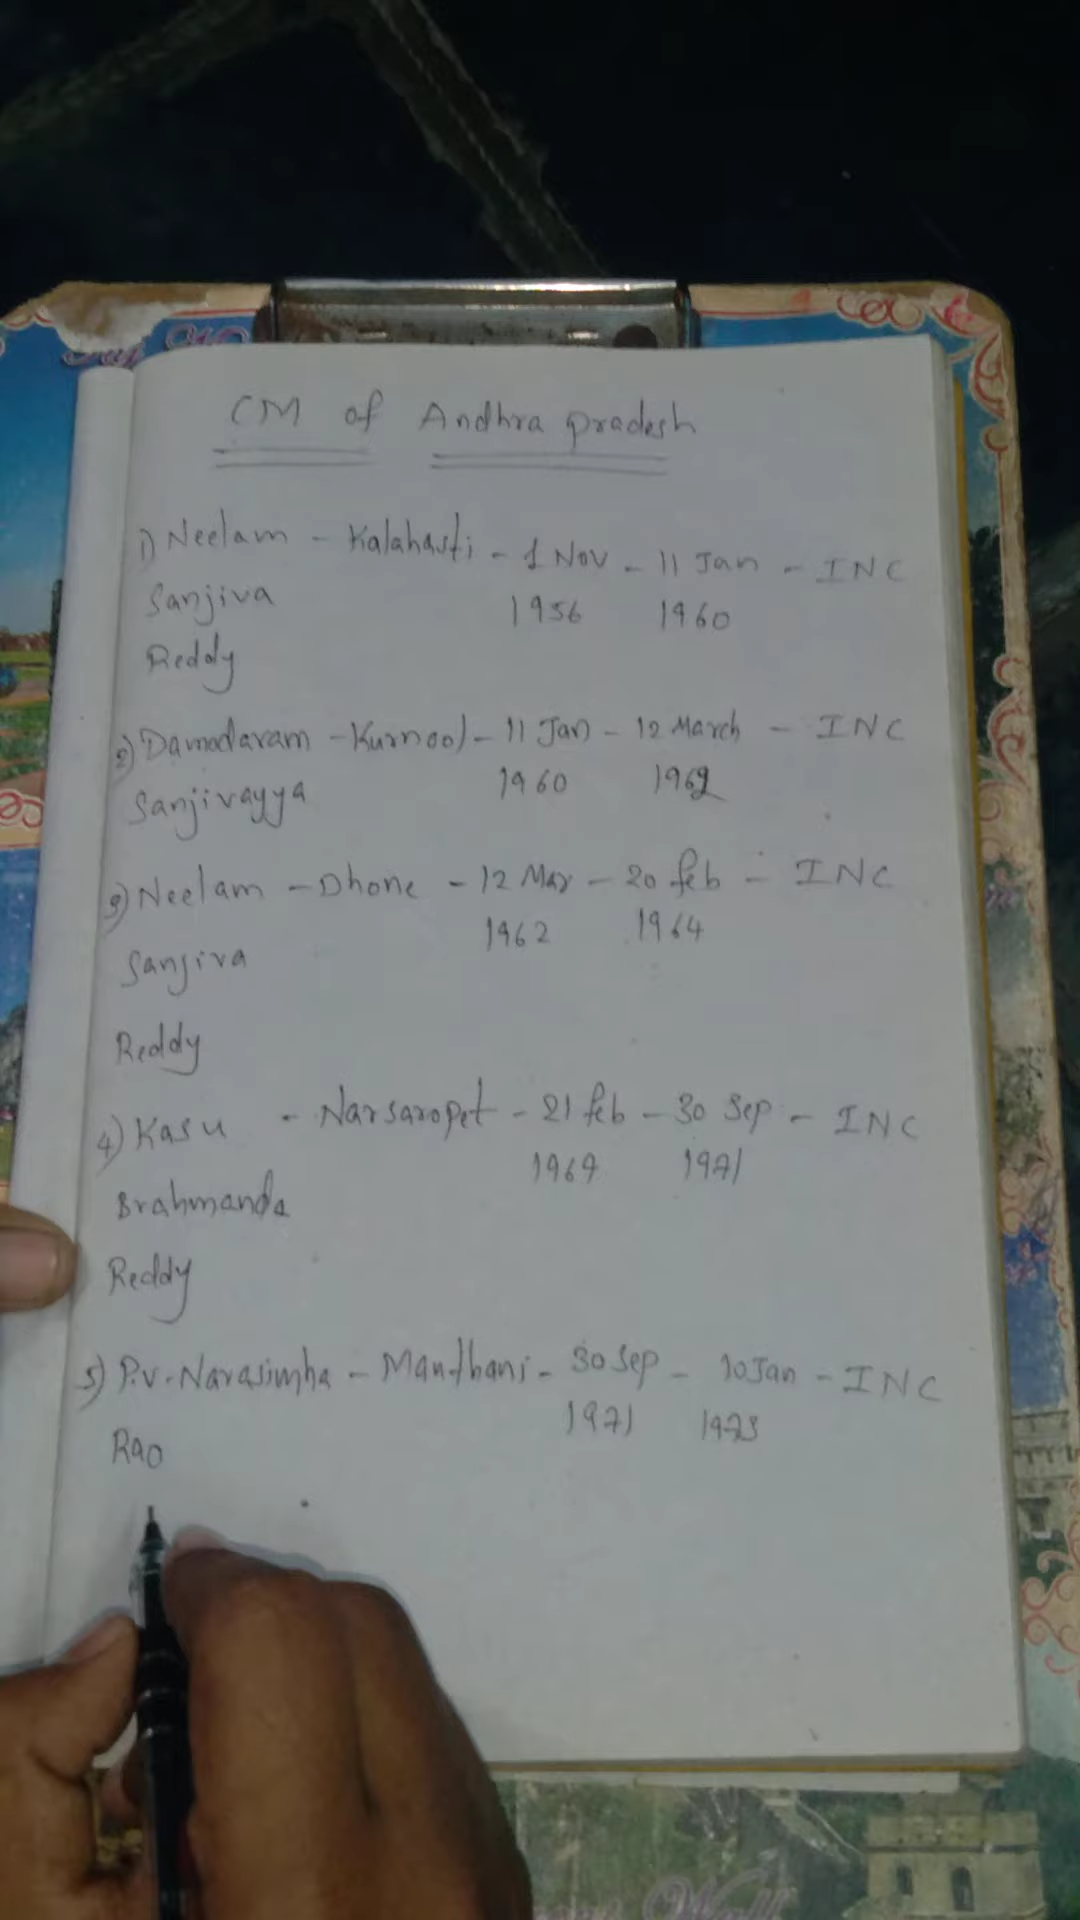 CM of Andhra pradesh
1) Neelam - Kalahasti - 1 Nov - 11 Jan - INC
Sanjiva 1956 1960
Reddy
2) Damodaram - Kurnool - 11 Jan - 12 March - INC
Sanjivayya 1960 1962
3) Neelam - Dhone - 12 Mar - 20 feb - INC
Sanjiva 1962 1964
Reddy
4) Kasu - Narsaropet - 21 feb - 30 Sep - INC
Brahmanda 1964 1971
Reddy
5) P.V. Narasimha - Manthani - 30 Sep - 10 Jan - INC
Rao 1971 1973